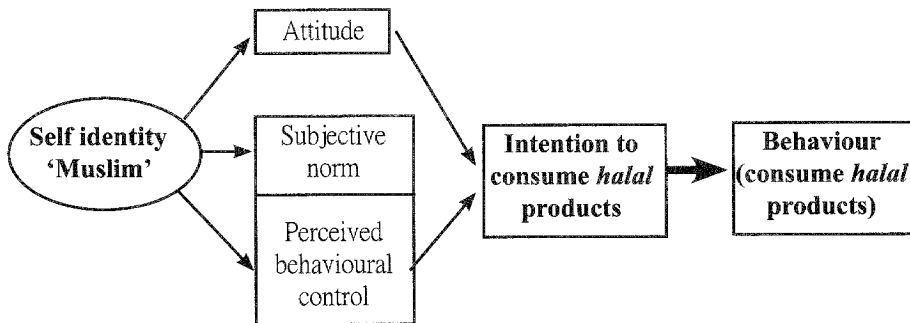 Attitude
Self identity
‘Muslim’
Subjective
norm
Perceived
behavioural
control
Intention to
consume halal
products
Behaviour
(consume halal
products)